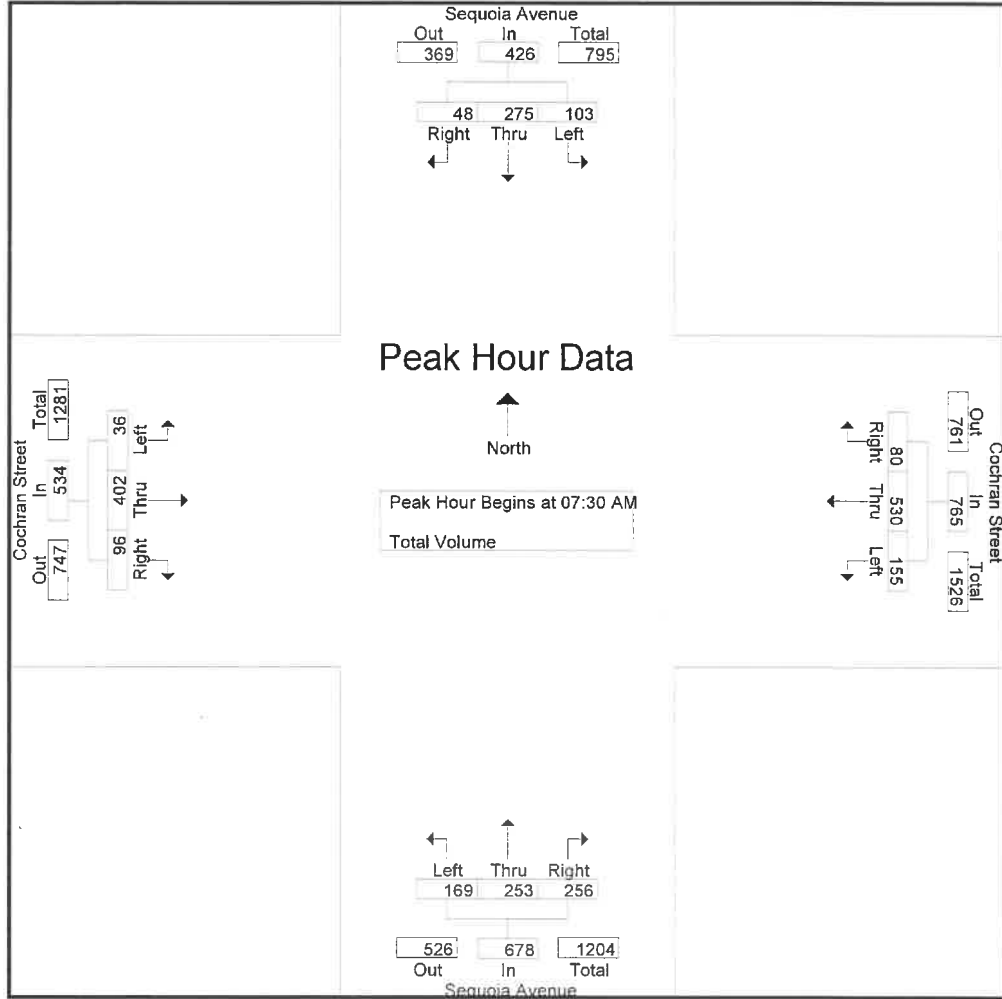 Sequoia Avenue
Out In Total
369 426 795
48 275 103
Right Thru Left
Peak Hour Data
North
Peak Hour Begins at 07:30 AM
Total Volume
Cochran Street
Out In Total
747 534 1281
96 402 36
Right Thru Left
Cochran Street
Out In Total
761 765 1526
80 530 155
Right Thru Left
Left Thru Right
169 253 256
526 678 1204
Out In Total
Sequoia Avenue